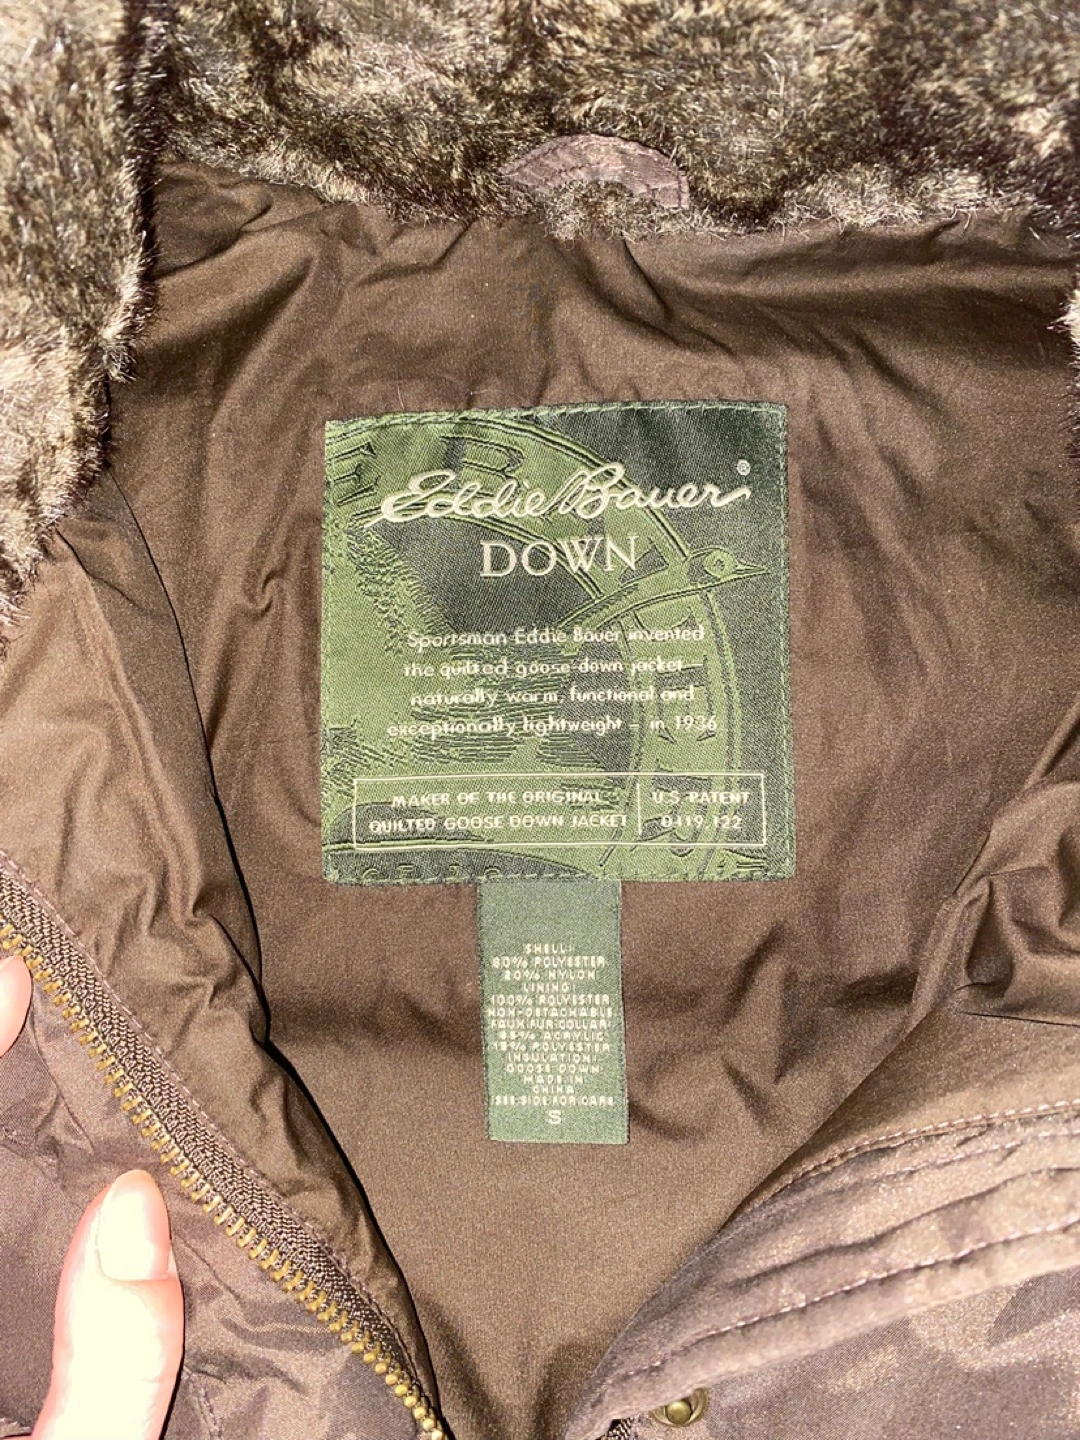 Eddie Bauer®
DOWN
Sportsman Eddie Bauer invented
the quilted goose down jacket
naturally warm, functional and
exceptionally lightweight – in 1936
MAKER OF THE ORIGINAL
QUILTED GOOSE DOWN JACKET
U.S. PATENT
D119,122
SHELL:
80% POLYESTER
20% NYLON
LINING:
100% POLYESTER
NON-DETACHABLE
FAUX FUR COLLAR:
85% ACRYLIC
15% POLYESTER
INSULATION:
GOOSE DOWN
MADE IN
CHINA
SEE SIDE FOR CARE
S